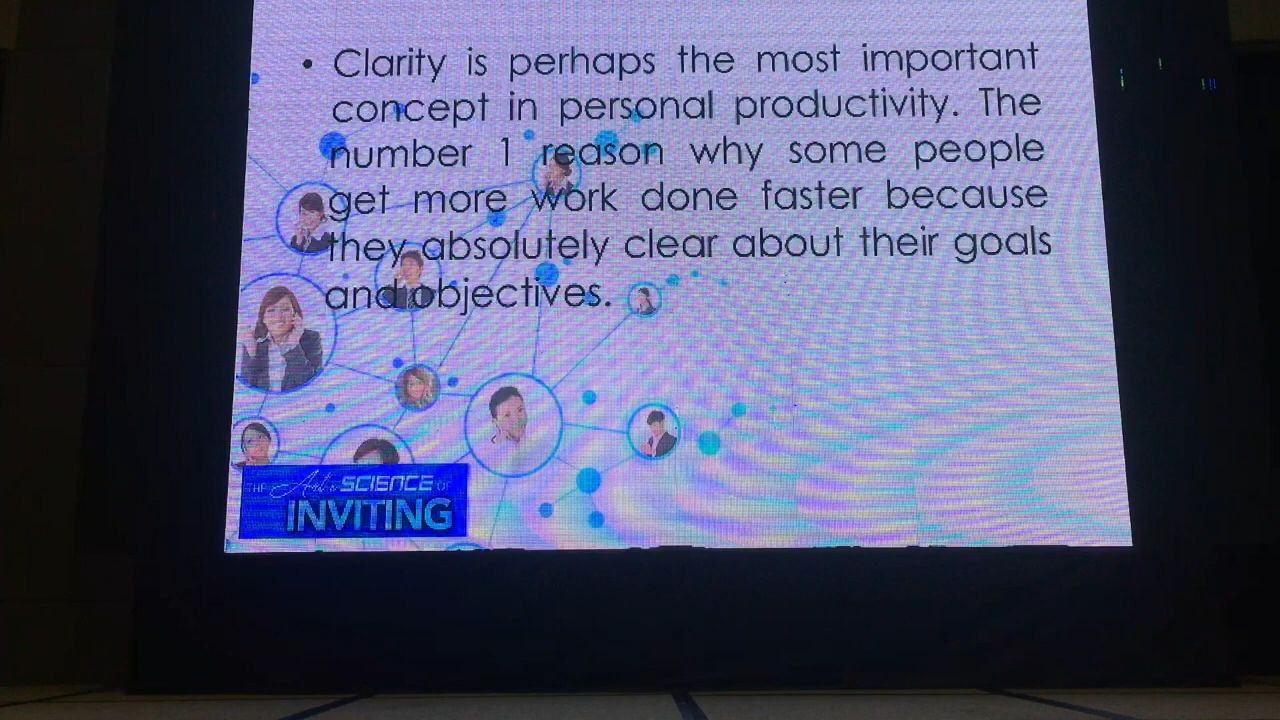 • Clarity is perhaps the most important
concept in personal productivity. The
number 1 reason why some people
get more work done faster because
they absolutely clear about their goals
and objectives.
THE Art & SCIENCE OF
INVITING